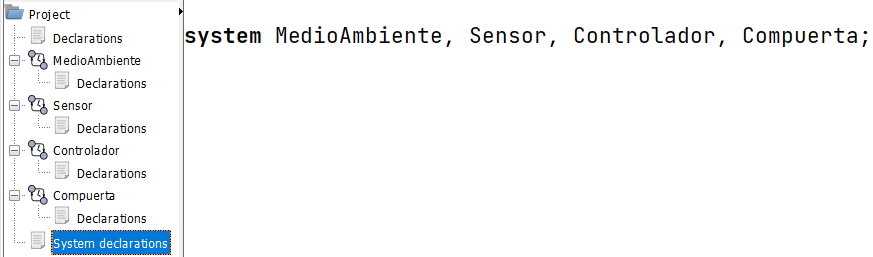 Project
Declarations
MedioAmbiente
Declarations
Sensor
Declarations
Controlador
Declarations
Compuerta
Declarations
System declarations
system MedioAmbiente, Sensor, Controlador, Compuerta;